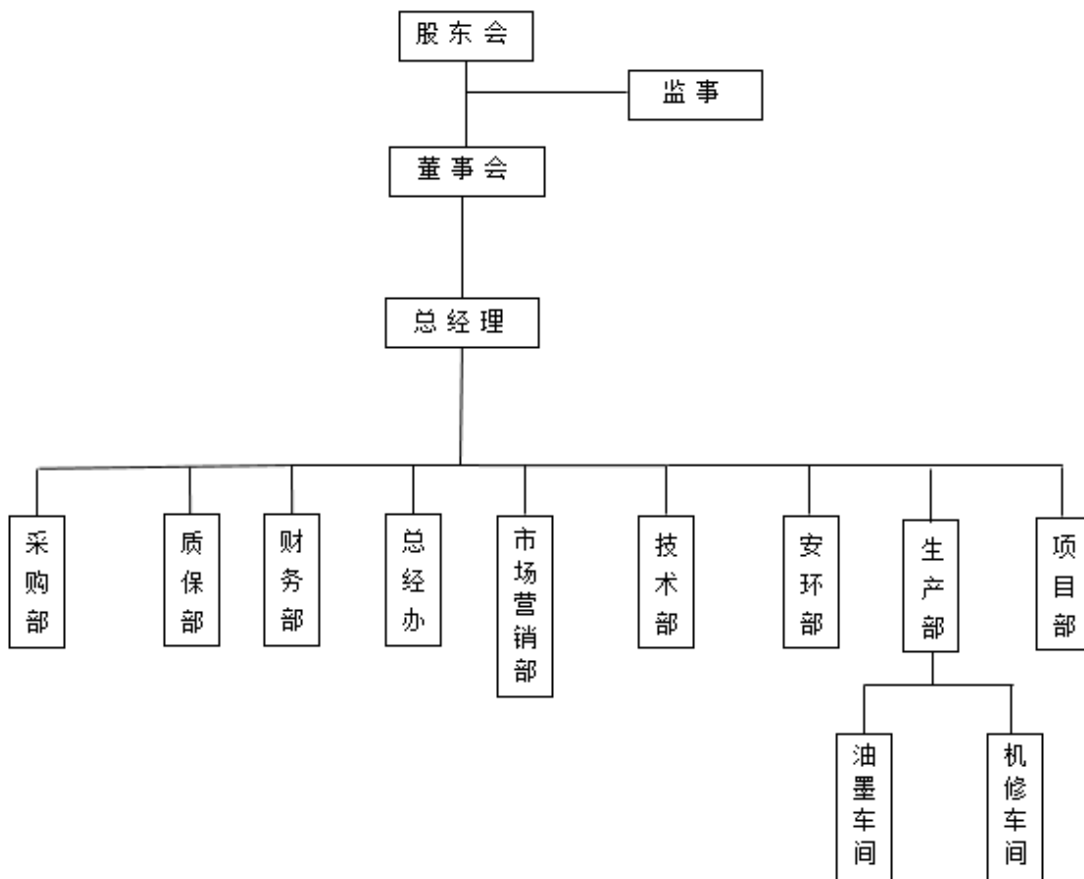 股东会
监事
董事会
总经理
采购部
质保部
财务部
总经办
市场营销部
技术部
安环部
生产部
项目部
油墨车间
机修车间